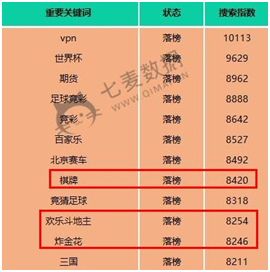 重要关键词 状态 搜索指数
vpn 落榜 10113
世界杯 落榜 9629
期货 落榜 8962
足球竞彩 落榜 8888
竞彩 落榜 8642
百家乐 落榜 8527
北京赛车 落榜 8492
棋牌 落榜 8420
竞猜足球 落榜 8318
欢乐斗地主 落榜 8254
炸金花 落榜 8246
三国 落榜 8211
七麦数据
WWW.QIMAI.CN